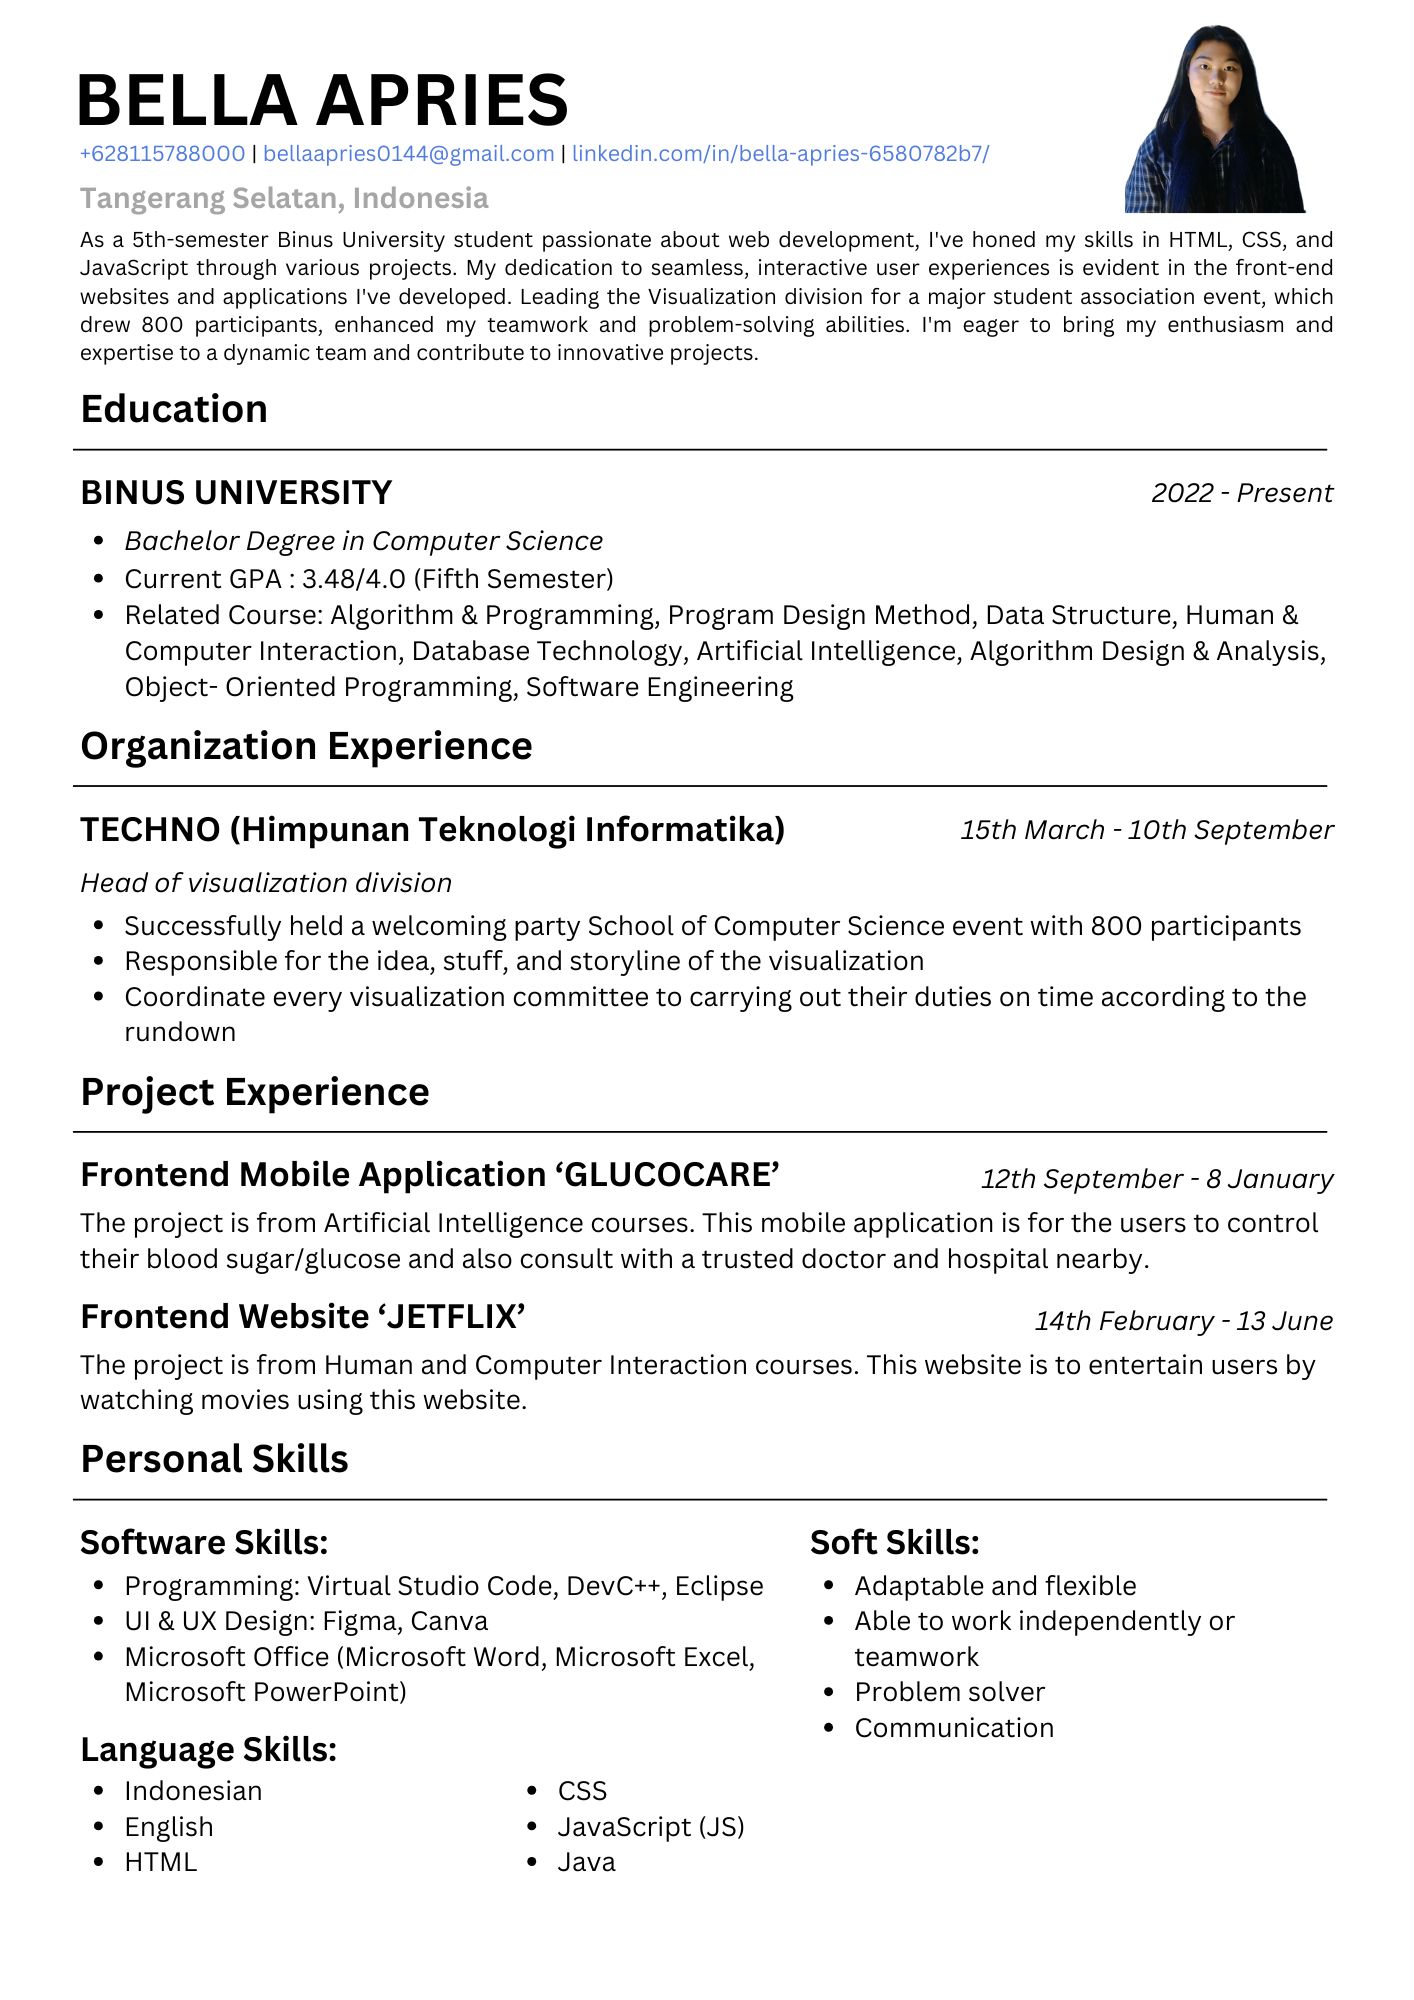 BELLA APRIES
+628115788000 | bellaapries0144@gmail.com | linkedin.com/in/bella-apries-6580782b7/
Tangerang Selatan, Indonesia
As a 5th-semester Binus University student passionate about web development, I've honed my skills in HTML, CSS, and
JavaScript through various projects. My dedication to seamless, interactive user experiences is evident in the front-end
websites and applications I've developed. Leading the Visualization division for a major student association event, which
drew 800 participants, enhanced my teamwork and problem-solving abilities. I'm eager to bring my enthusiasm and
expertise to a dynamic team and contribute to innovative projects.
Education
BINUS UNIVERSITY 2022 - Present
• Bachelor Degree in Computer Science
• Current GPA : 3.48/4.0 (Fifth Semester)
• Related Course: Algorithm & Programming, Program Design Method, Data Structure, Human &
Computer Interaction, Database Technology, Artificial Intelligence, Algorithm Design & Analysis,
Object- Oriented Programming, Software Engineering
Organization Experience
TECHNO (Himpunan Teknologi Informatika) 15th March - 10th September
Head of visualization division
• Successfully held a welcoming party School of Computer Science event with 800 participants
• Responsible for the idea, stuff, and storyline of the visualization
• Coordinate every visualization committee to carrying out their duties on time according to the
rundown
Project Experience
Frontend Mobile Application ‘GLUCOCARE’ 12th September - 8 January
The project is from Artificial Intelligence courses. This mobile application is for the users to control
their blood sugar/glucose and also consult with a trusted doctor and hospital nearby.
Frontend Website ‘JETFLIX’ 14th February - 13 June
The project is from Human and Computer Interaction courses. This website is to entertain users by
watching movies using this website.
Personal Skills
Software Skills:
• Programming: Virtual Studio Code, DevC++, Eclipse
• UI & UX Design: Figma, Canva
• Microsoft Office (Microsoft Word, Microsoft Excel,
Microsoft PowerPoint)
Soft Skills:
• Adaptable and flexible
• Able to work independently or
teamwork
• Problem solver
• Communication
Language Skills:
• Indonesian
• English
• HTML
• CSS
• JavaScript (JS)
• Java